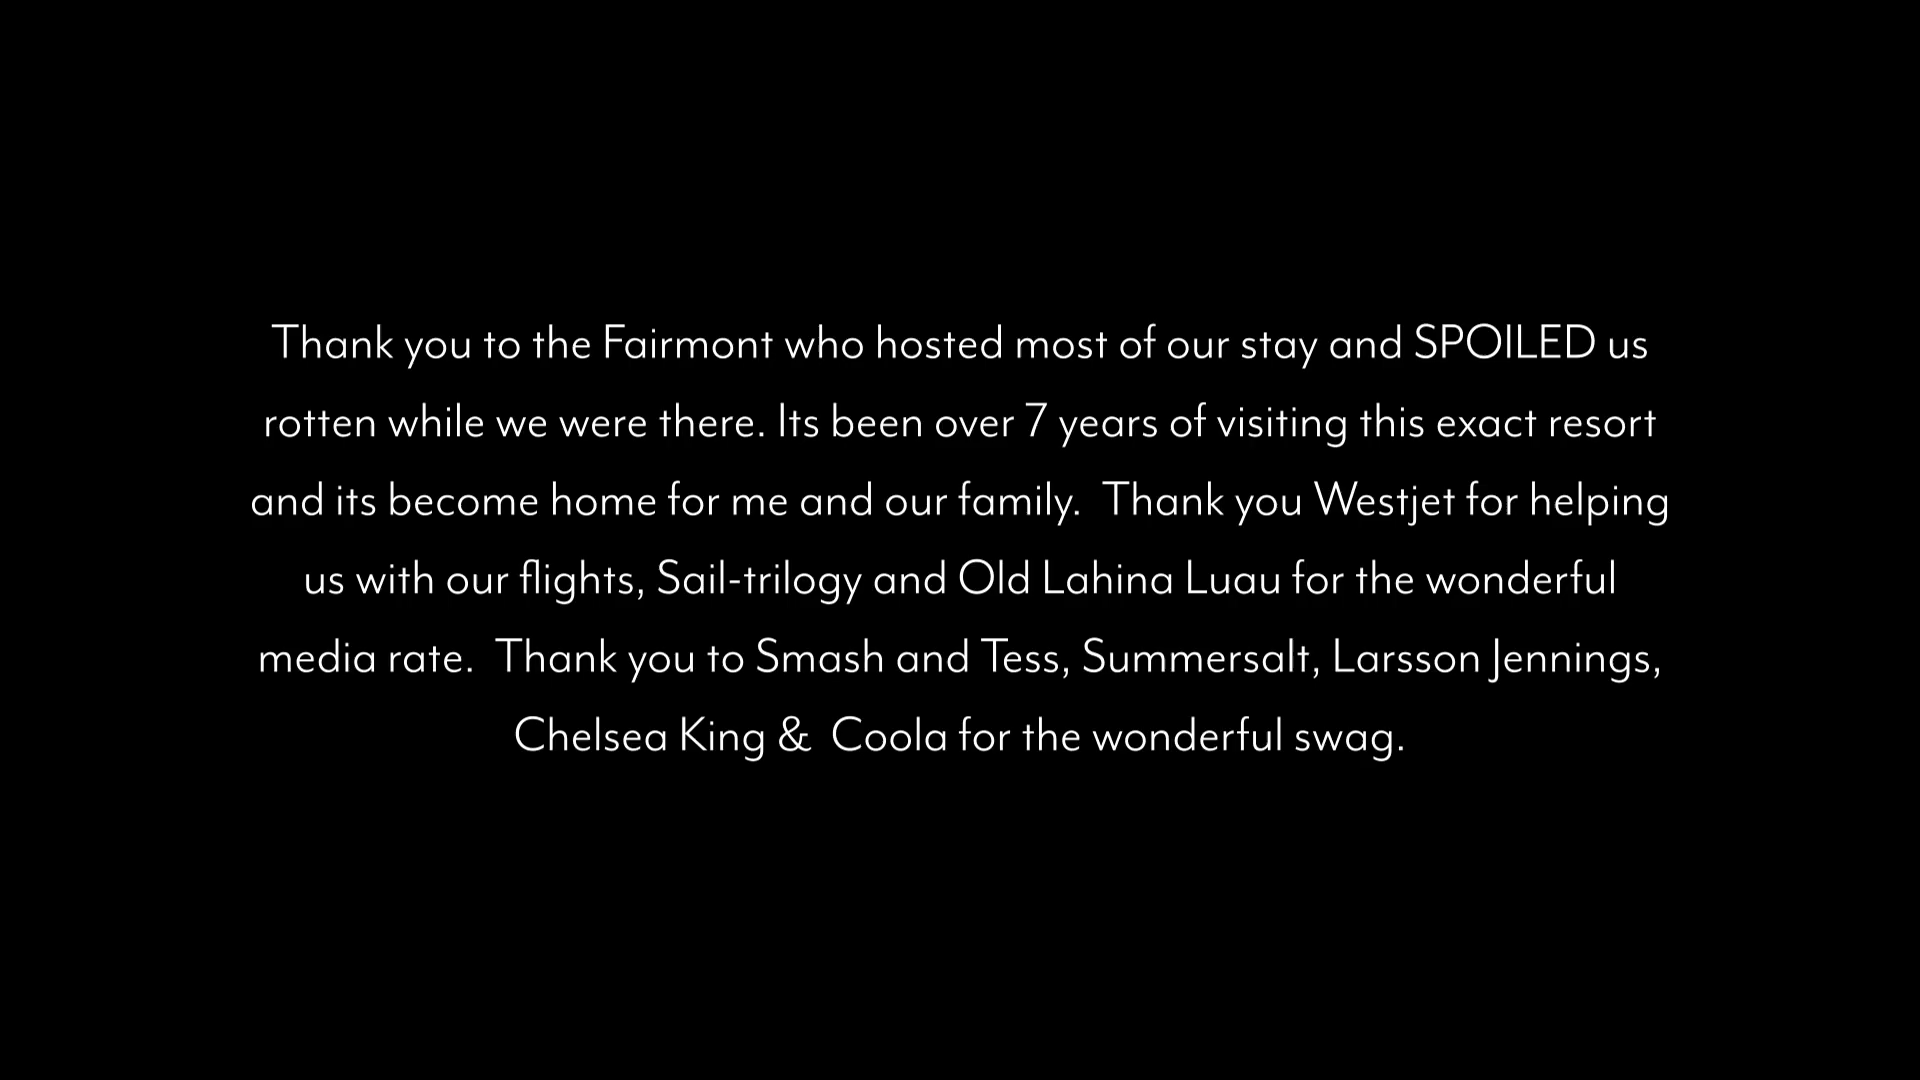 Thank you to the Fairmont who hosted most of our stay and SPOILED us
rotten while we were there. Its been over 7 years of visiting this exact resort
and its become home for me and our family.  Thank you Westjet for helping
us with our flights, Sail-trilogy and Old Lahina Luau for the wonderful
media rate.  Thank you to Smash and Tess, Summersalt, Larsson Jennings,
Chelsea King &  Coola for the wonderful swag.